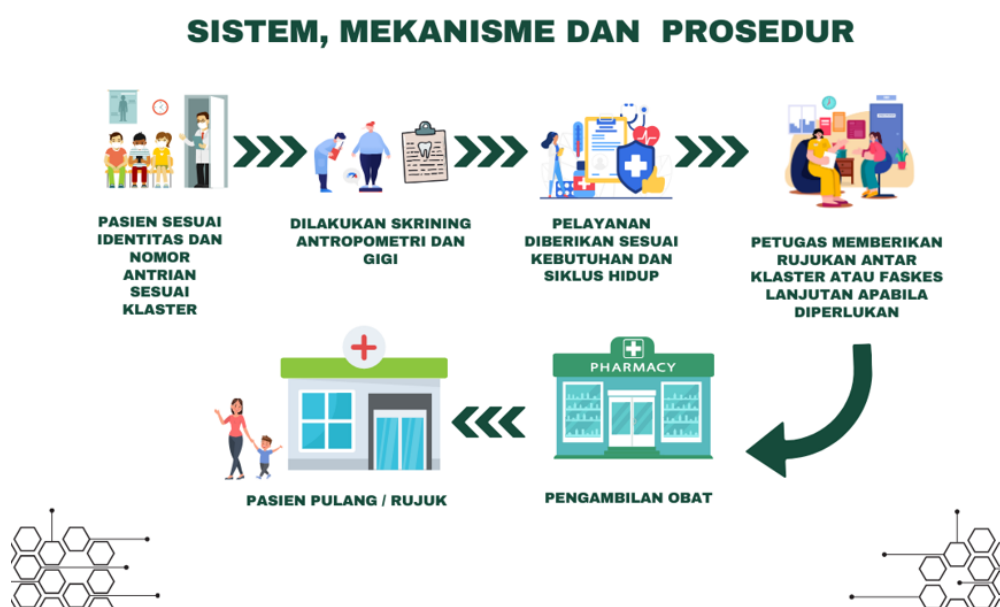 SISTEM, MEKANISME DAN PROSEDUR
PASIEN SESUAI
IDENTITAS DAN
NOMOR
ANTRIAN
SESUAI
KLASTER
DILAKUKAN SKRINING
ANTROPOMETRI DAN
GIGI
PELAYANAN
DIBERIKAN SESUAI
KEBUTUHAN DAN
SIKLUS HIDUP
PETUGAS MEMBERIKAN
RUJUKAN ANTAR
KLASTER ATAU FASKES
LANJUTAN APABILA
DIPERLUKAN
PHARMACY
PENGAMBILAN OBAT
PASIEN PULANG / RUJUK